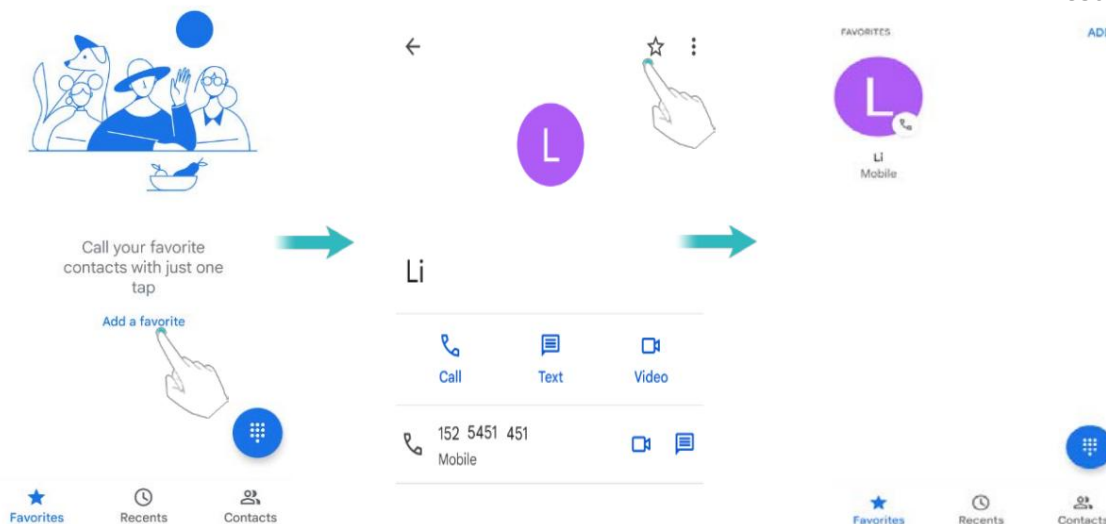 Call your favorite
contacts with just one
tap
Add a favorite
Favorites
Recents
Contacts
L
Li
Call
Text
Video
152 5451 451
Mobile
FAVORITES
L
Li
Mobile
Favorites
Recents
Contacts